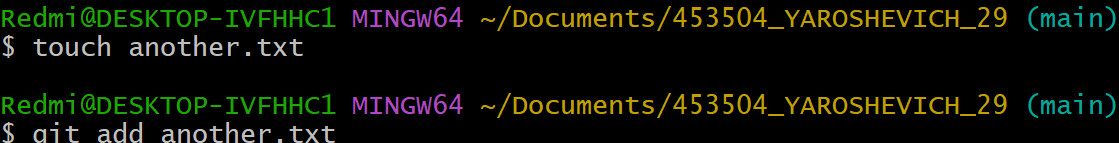 Redmi@DESKTOP-IVFHHC1 MINGW64 ~/Documents/453504_YAROSHEVICH_29 (main)
$ touch another.txt
Redmi@DESKTOP-IVFHHC1 MINGW64 ~/Documents/453504_YAROSHEVICH_29 (main)
$ git add another.txt